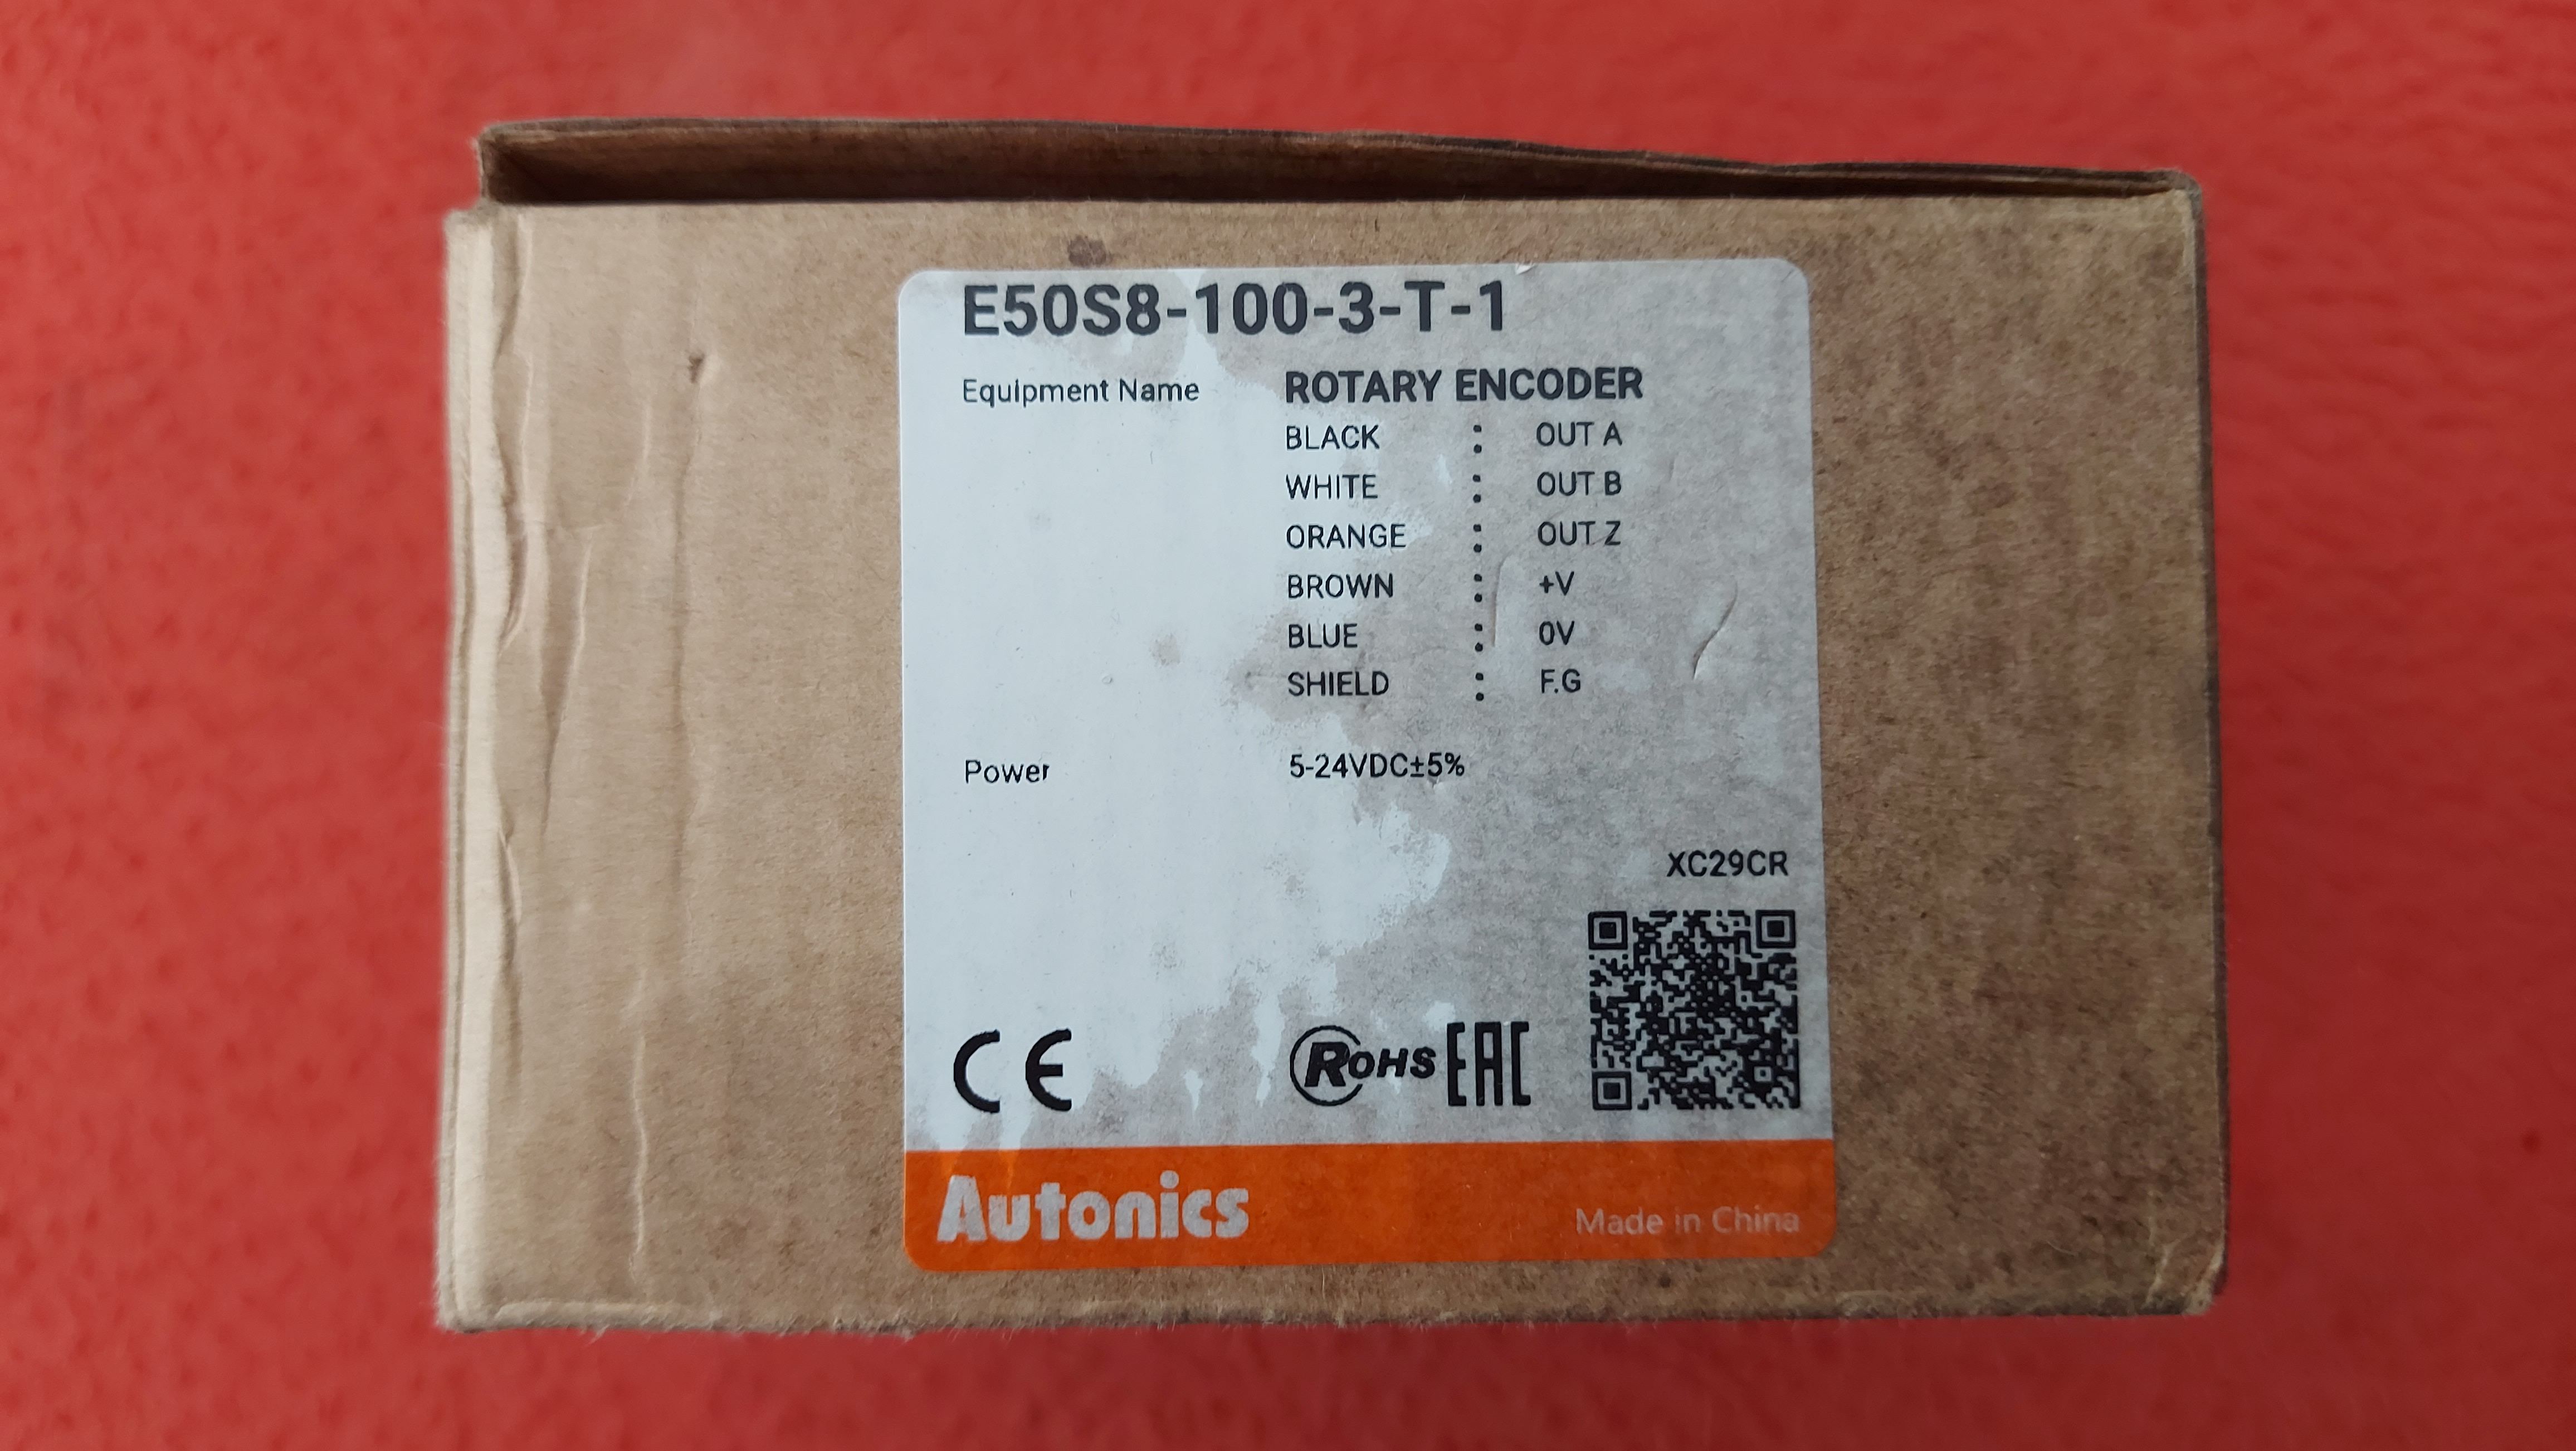 E50S8-100-3-T-1
Equipment Name ROTARY ENCODER
BLACK : OUT A
WHITE : OUT B
ORANGE : OUT Z
BROWN : +V
BLUE : 0V
SHIELD : F.G
Power 5-24VDC±5%
XC29CR
CE RoHS EAC
Autonics Made in China